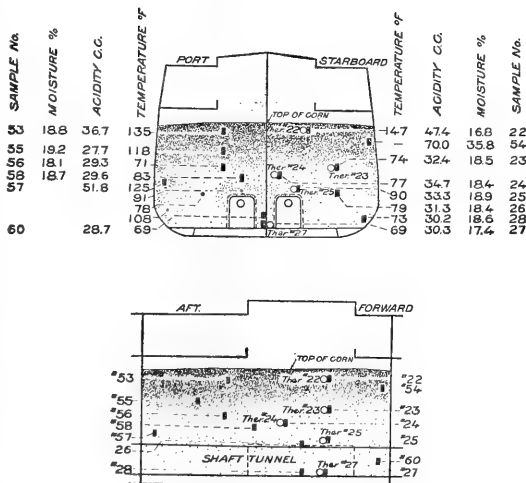 SAMPLE No.
MOISTURE %
ACIDITY C.C.
TEMPERATURE °F
PORT
STARBOARD
TEMPERATURE °F
ACIDITY C.C.
MOISTURE %
SAMPLE No.
TOP OF CORN
53 18.8 36.7 135
Ther.#22
147 47.4 16.8 22
55 19.2 27.7 118
— 70.0 35.8 54
56 18.1 29.3 71
Ther.#24
Ther.#23
74 32.4 18.5 23
58 18.7 29.6 83
57 51.8 125
77 34.7 18.4 24
91
Ther.#25
90 33.3 18.9 25
78
79 31.3 18.4 26
108
73 30.2 18.6 28
60 28.7 69
Ther.#27
69 30.3 17.4 27
AFT.
FORWARD
TOP OF CORN
#53
Ther.#22
#22
#54
#55
#56
Ther.#23
#23
#58
Ther.#24
#24
#57
Ther.#25
#25
26
SHAFT TUNNEL
#60
#28
Ther.#27
#27